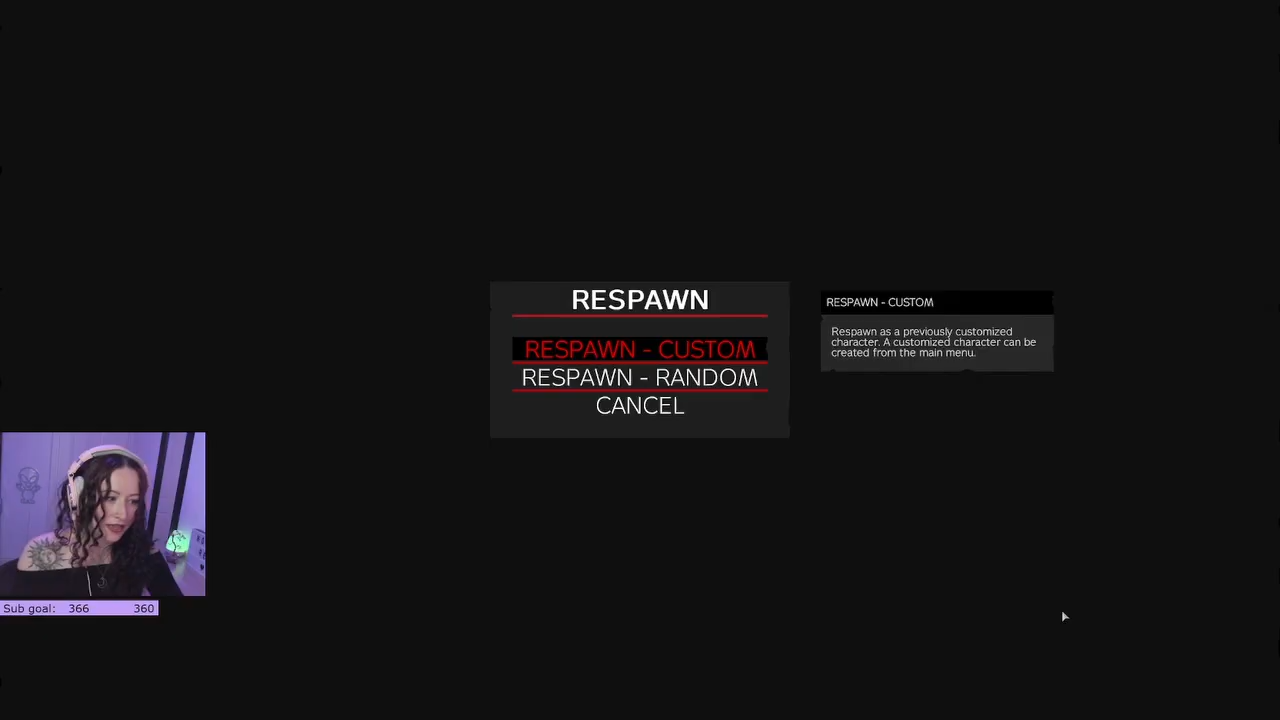 RESPAWN
RESPAWN - CUSTOM
RESPAWN - RANDOM
CANCEL
RESPAWN - CUSTOM
Respawn as a previously customized
character. A customized character can be
created from the main menu.
Sub goal: 366 360